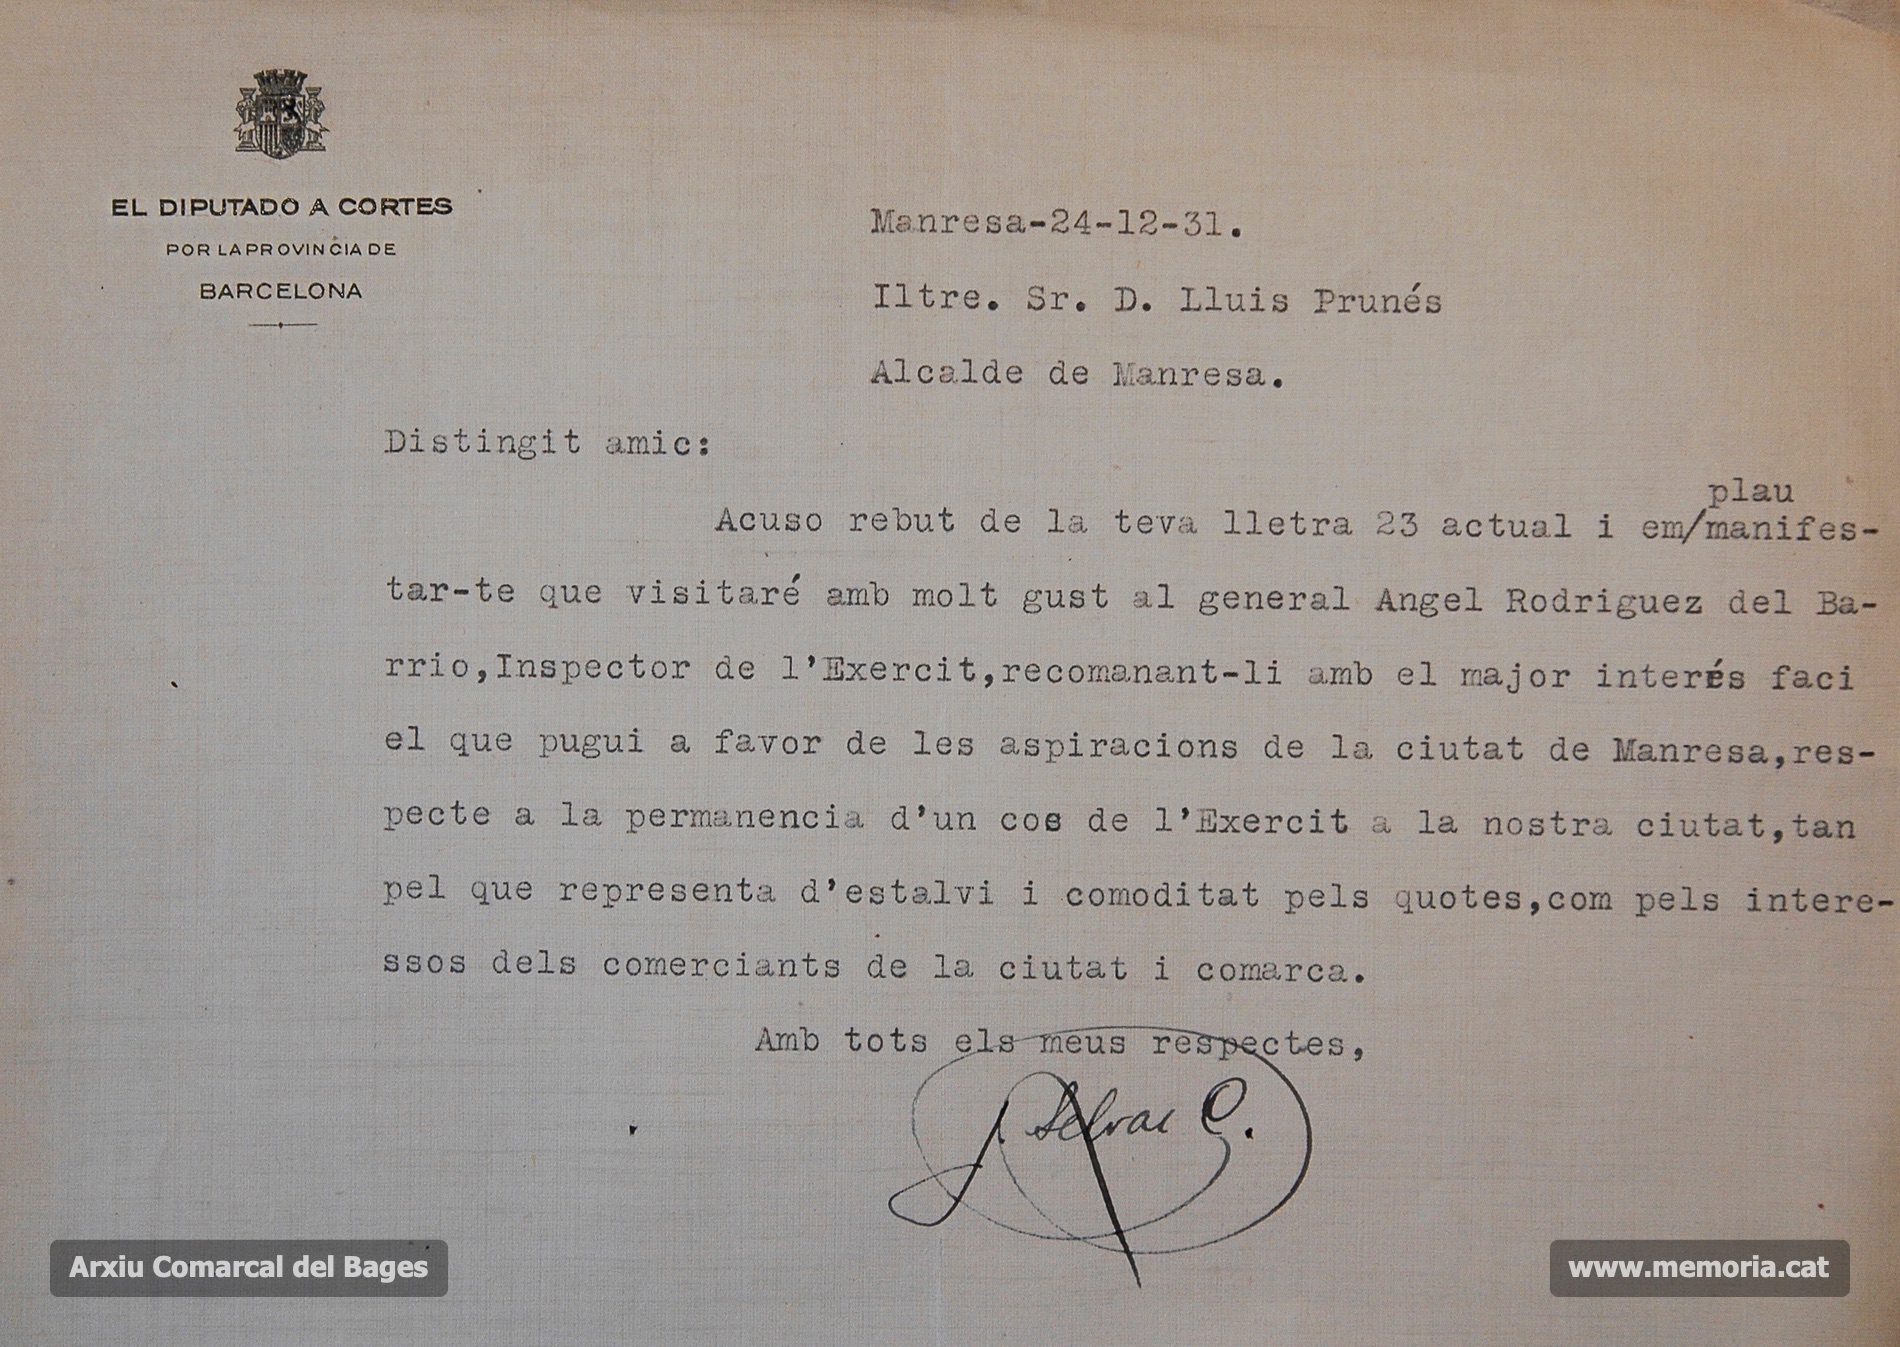 EL DIPUTADO A CORTES
POR LA PROVINCIA DE
BARCELONA
Manresa-24-12-31.
Iltre. Sr. D. Lluis Prunés
Alcalde de Manresa.
Distingit amic:
plau
Acuso rebut de la teva lletra 23 actual i em/manifes-
tar-te que visitaré amb molt gust al general Angel Rodriguez del Ba-
rrio,Inspector de l'Exercit,recomanant-li amb el major interés faci
el que pugui a favor de les aspiracions de la ciutat de Manresa,res-
pecte a la permanencia d'un cos de l'Exercit a la nostra ciutat,tan
pel que representa d'estalvi i comoditat pels quotes,com pels intere-
ssos dels comerciants de la ciutat i comarca.
Amb tots els meus respectes,
Selvas C.
Arxiu Comarcal del Bages
www.memoria.cat